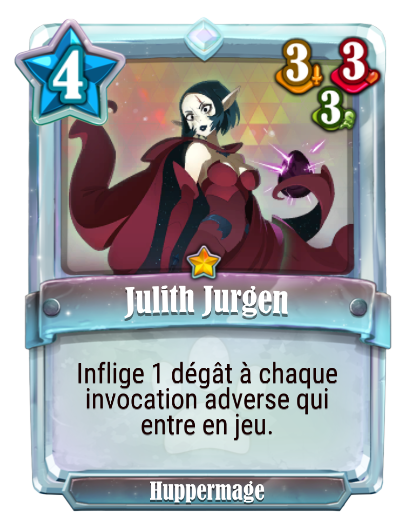 4
3
3
3
Julith Jurgen
Inflige 1 dégât à chaque
invocation adverse qui
entre en jeu.
Huppermage